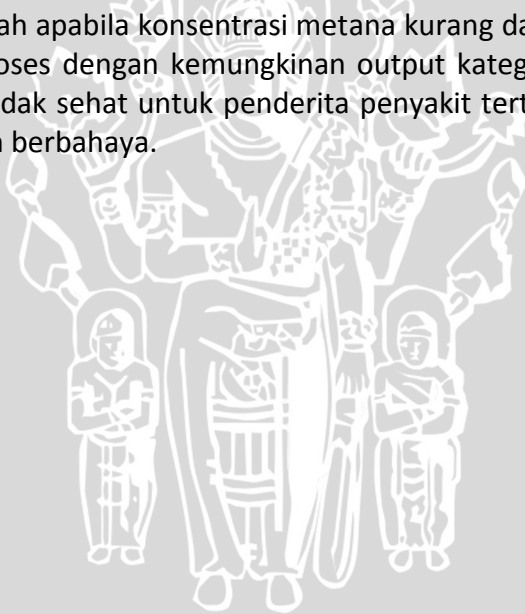 ah apabila konsentrasi metana kurang da
oses dengan kemungkinan output kateg
dak sehat untuk penderita penyakit tert
berbahaya.